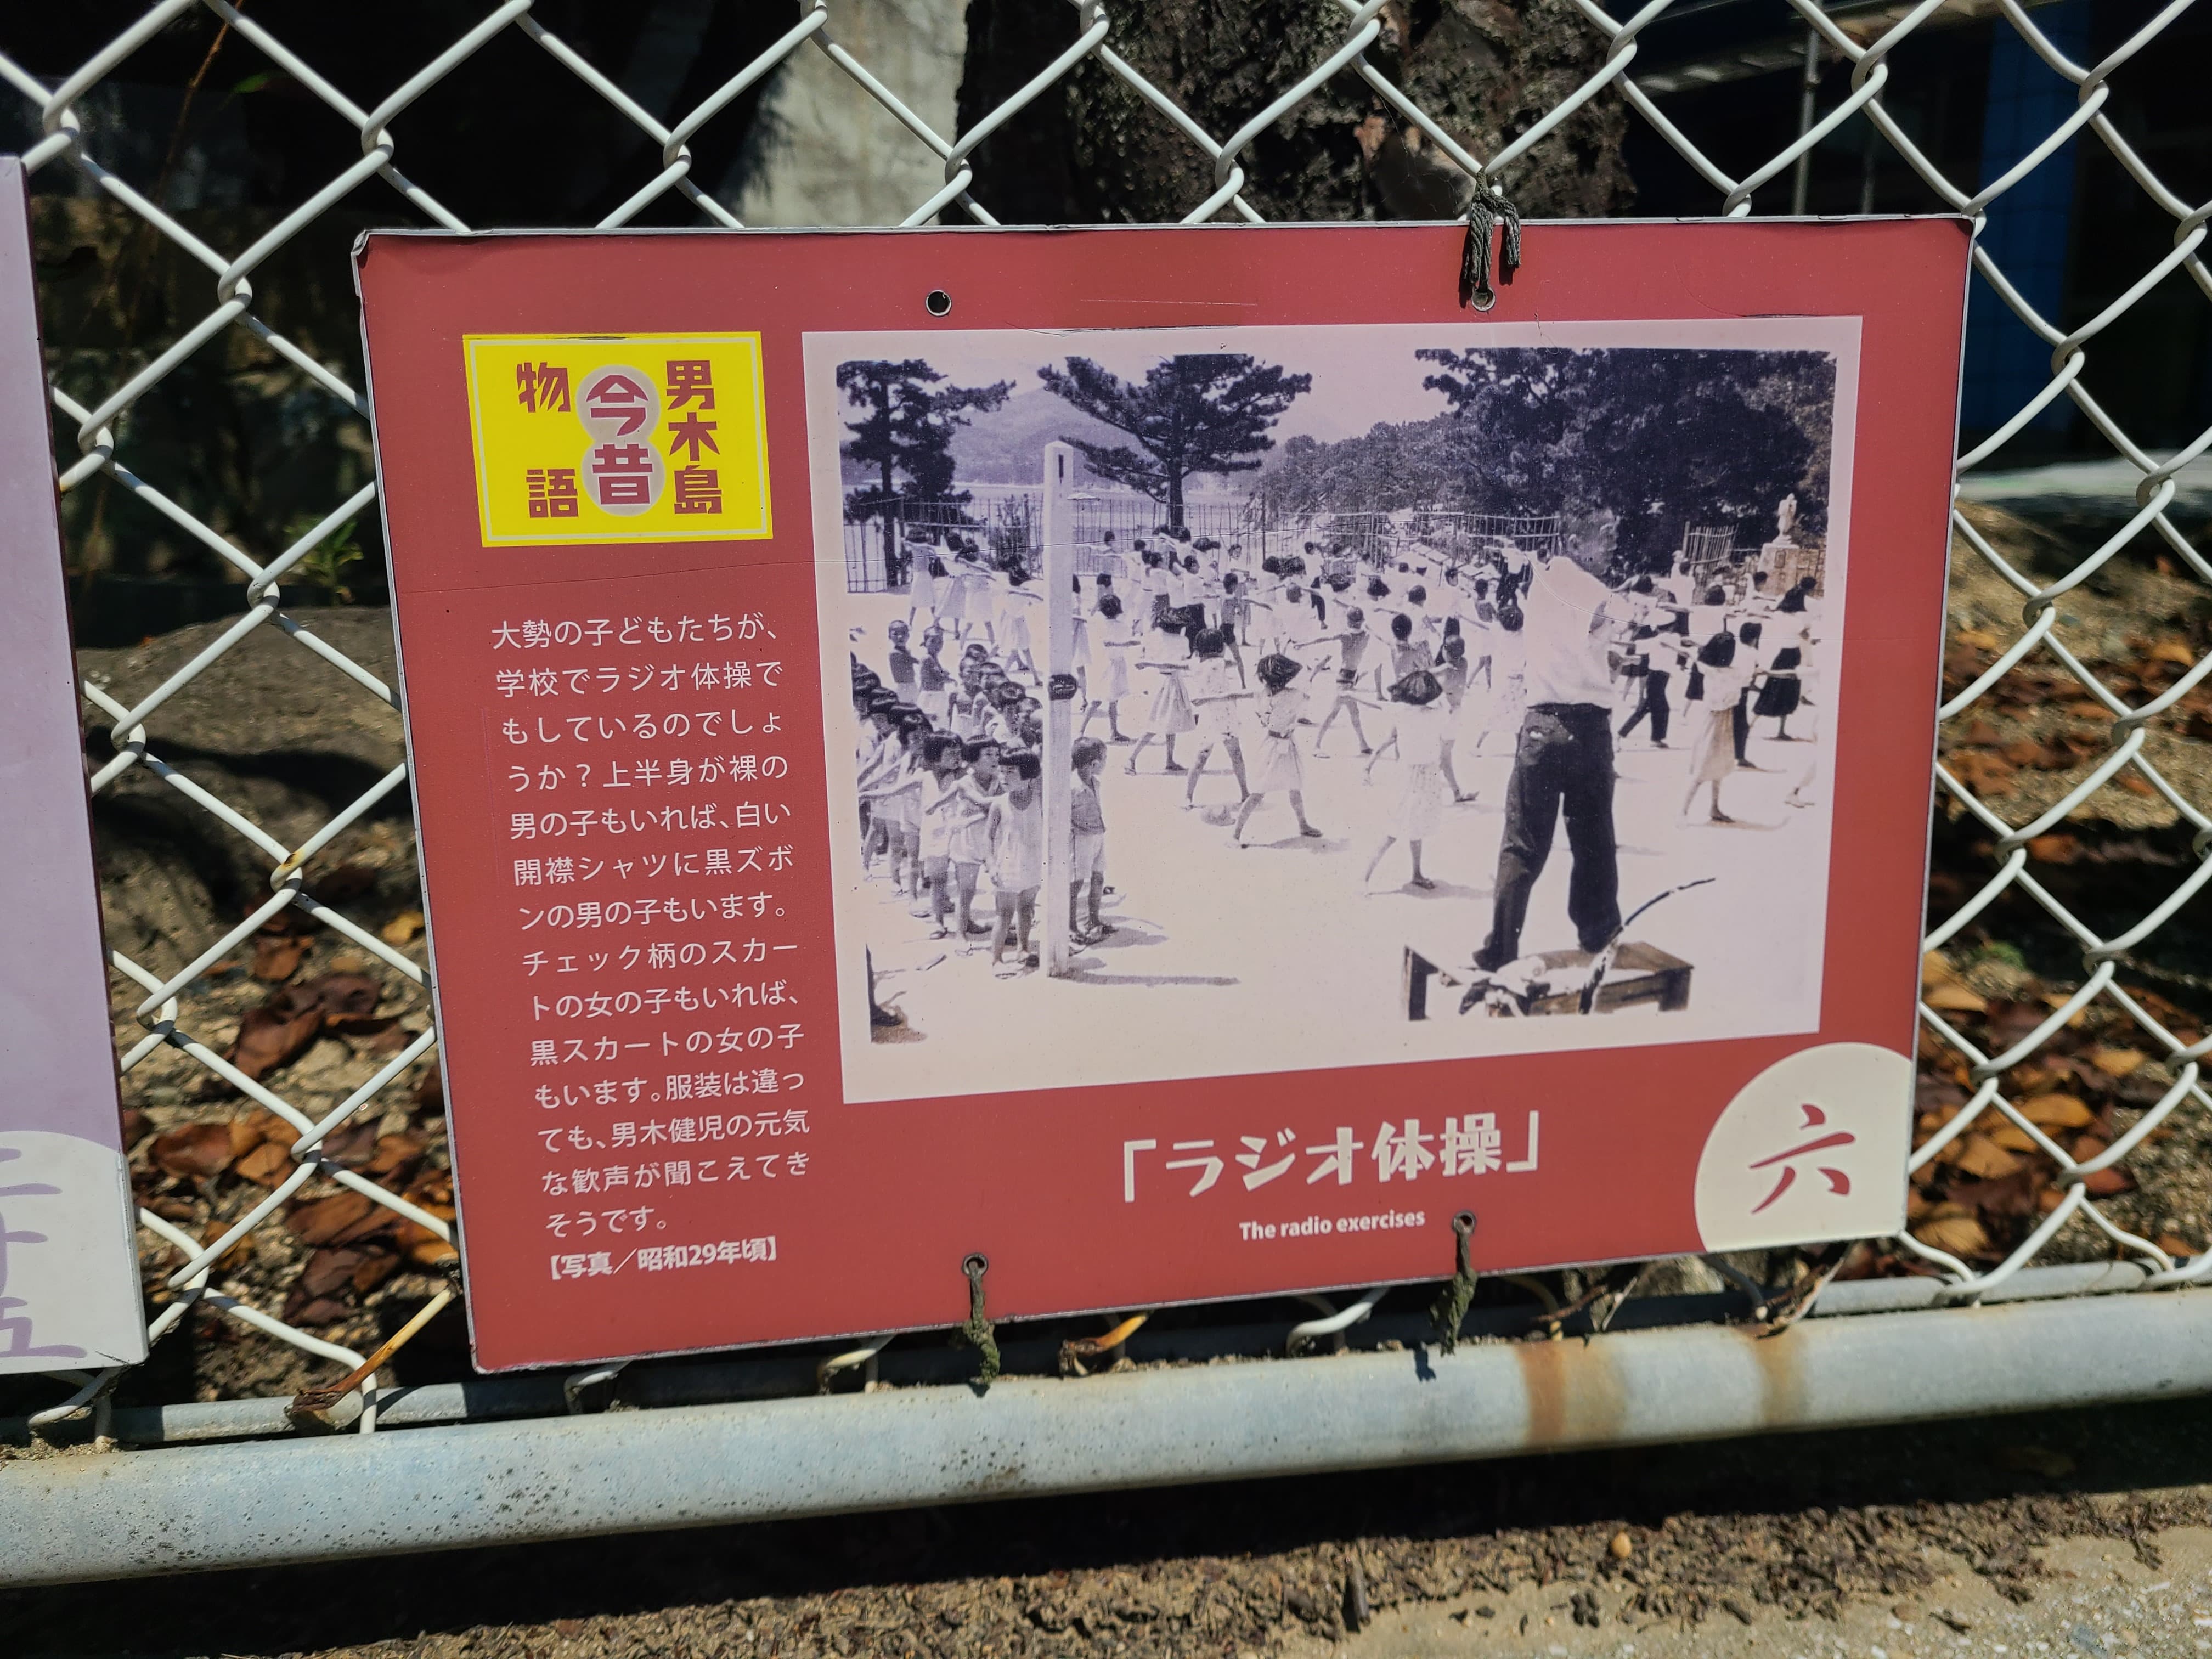 男木島
今昔
物語
大勢の子どもたちが、
学校でラジオ体操で
もしているのでしょ
うか?上半身が裸の
男の子もいれば、白い
開襟シャツに黒ズボ
ンの男の子もいます。
チェック柄のスカー
トの女の子もいれば、
黒スカートの女の子
もいます。服装は違っ
ても、男木健児の元気
な歓声が聞こえてき
そうです。
【写真／昭和29年頃】
「ラジオ体操」
The radio exercises
六